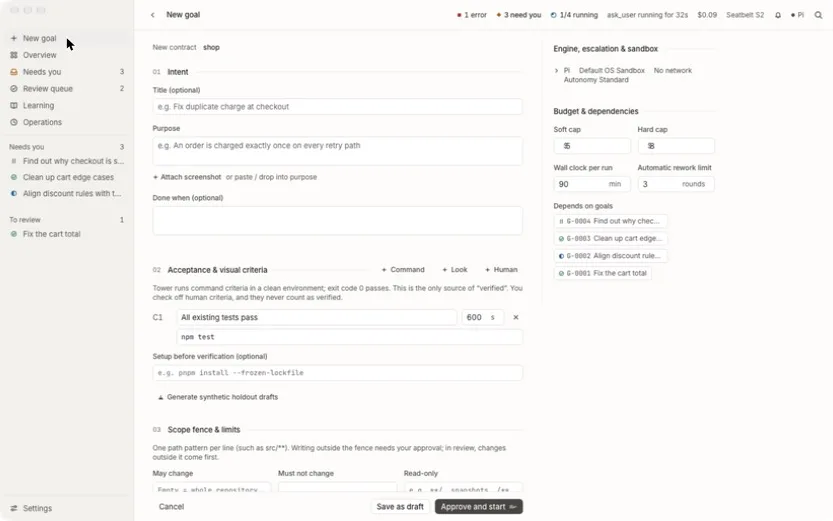 New goal
Overview
Needs you 3
Review queue 2
Learning
Operations
Needs you 3
Find out why checkout is s...
Clean up cart edge cases
Align discount rules with t...
To review 1
Fix the cart total
Settings
New goal
1 error 3 need you 1/4 running ask_user running for 32s $0.09 Seatbelt S2 PI
New contract shop
01 Intent
Title (optional)
e.g. Fix duplicate charge at checkout
Purpose
e.g. An order is charged exactly once on every retry path
+ Attach screenshot or paste / drop into purpose
Done when (optional)
02 Acceptance & visual criteria + Command + Look + Human
Tower runs command criteria in a clean environment; exit code 0 passes. This is the only source of "verified". You
check off human criteria, and they never count as verified.
C1 All existing tests pass 600 s ×
npm test
Setup before verification (optional)
e.g. pnpm install --frozen-lockfile
Generate synthetic holdout drafts
03 Scope fence & limits
One path pattern per line (such as src/**). Writing outside the fence needs your approval; in review, changes
outside it come first.
May change Must not change Read-only
Empty = whole repository
Cancel Save as draft Approve and start
Engine, escalation & sandbox
PI Default OS Sandbox No network
Autonomy Standard
Budget & dependencies
Soft cap Hard cap
Wall clock per run Automatic rework limit
90 min 3 rounds
Depends on goals
G-0004 Find out why chec...
G-0003 Clean up cart edge...
G-0002 Align discount rule...
G-0001 Fix the cart total